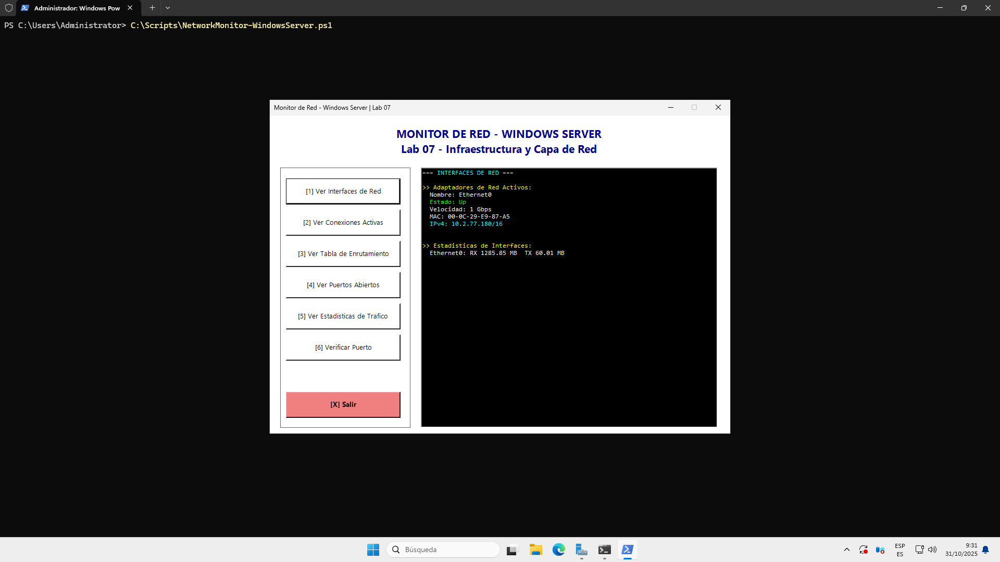 Administrador: Windows Pow
PS C:\Users\Administrator> C:\Scripts\NetworkMonitor-WindowsServer.ps1
Monitor de Red - Windows Server | Lab 07
MONITOR DE RED - WINDOWS SERVER
Lab 07 - Infraestructura y Capa de Red
[1] Ver Interfaces de Red
[2] Ver Conexiones Activas
[3] Ver Tabla de Enrutamiento
[4] Ver Puertos Abiertos
[5] Ver Estadisticas de Trafico
[6] Verificar Puerto
[X] Salir
=== INTERFACES DE RED ===
>> Adaptadores de Red Activos:
Nombre: Ethernet0
Estado: Up
Velocidad: 1 Gbps
MAC: 00-0C-29-E9-87-A5
IPv4: 10.2.77.180/16
>> Estadisticas de Interfaces:
Ethernet0: RX 1285.85 MB  TX 60.01 MB
Búsqueda
ESP
ES
9:31
31/10/2025